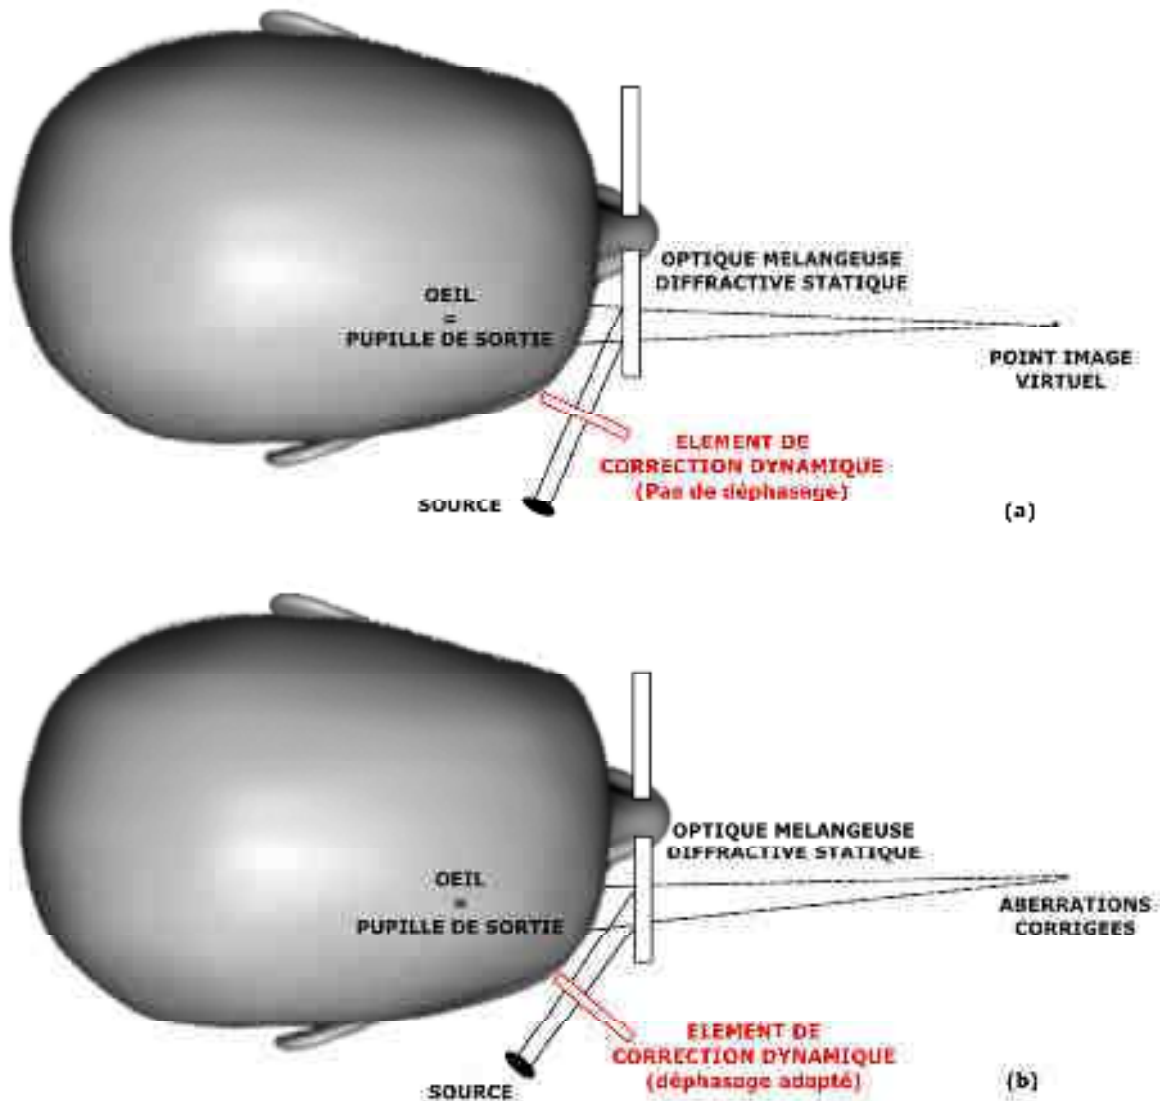 OPTIQUE MELANGEUSE
DIFFRACTIVE STATIQUE
OEIL
=
PUPILLE DE SORTIE
POINT IMAGE
VIRTUEL
ELEMENT DE
CORRECTION DYNAMIQUE
(Pas de déphasage)
SOURCE
(a)
OPTIQUE MELANGEUSE
DIFFRACTIVE STATIQUE
OEIL
=
PUPILLE DE SORTIE
ABERRATIONS
CORRIGEES
ELEMENT DE
CORRECTION DYNAMIQUE
(déphasage adapté)
SOURCE
(b)